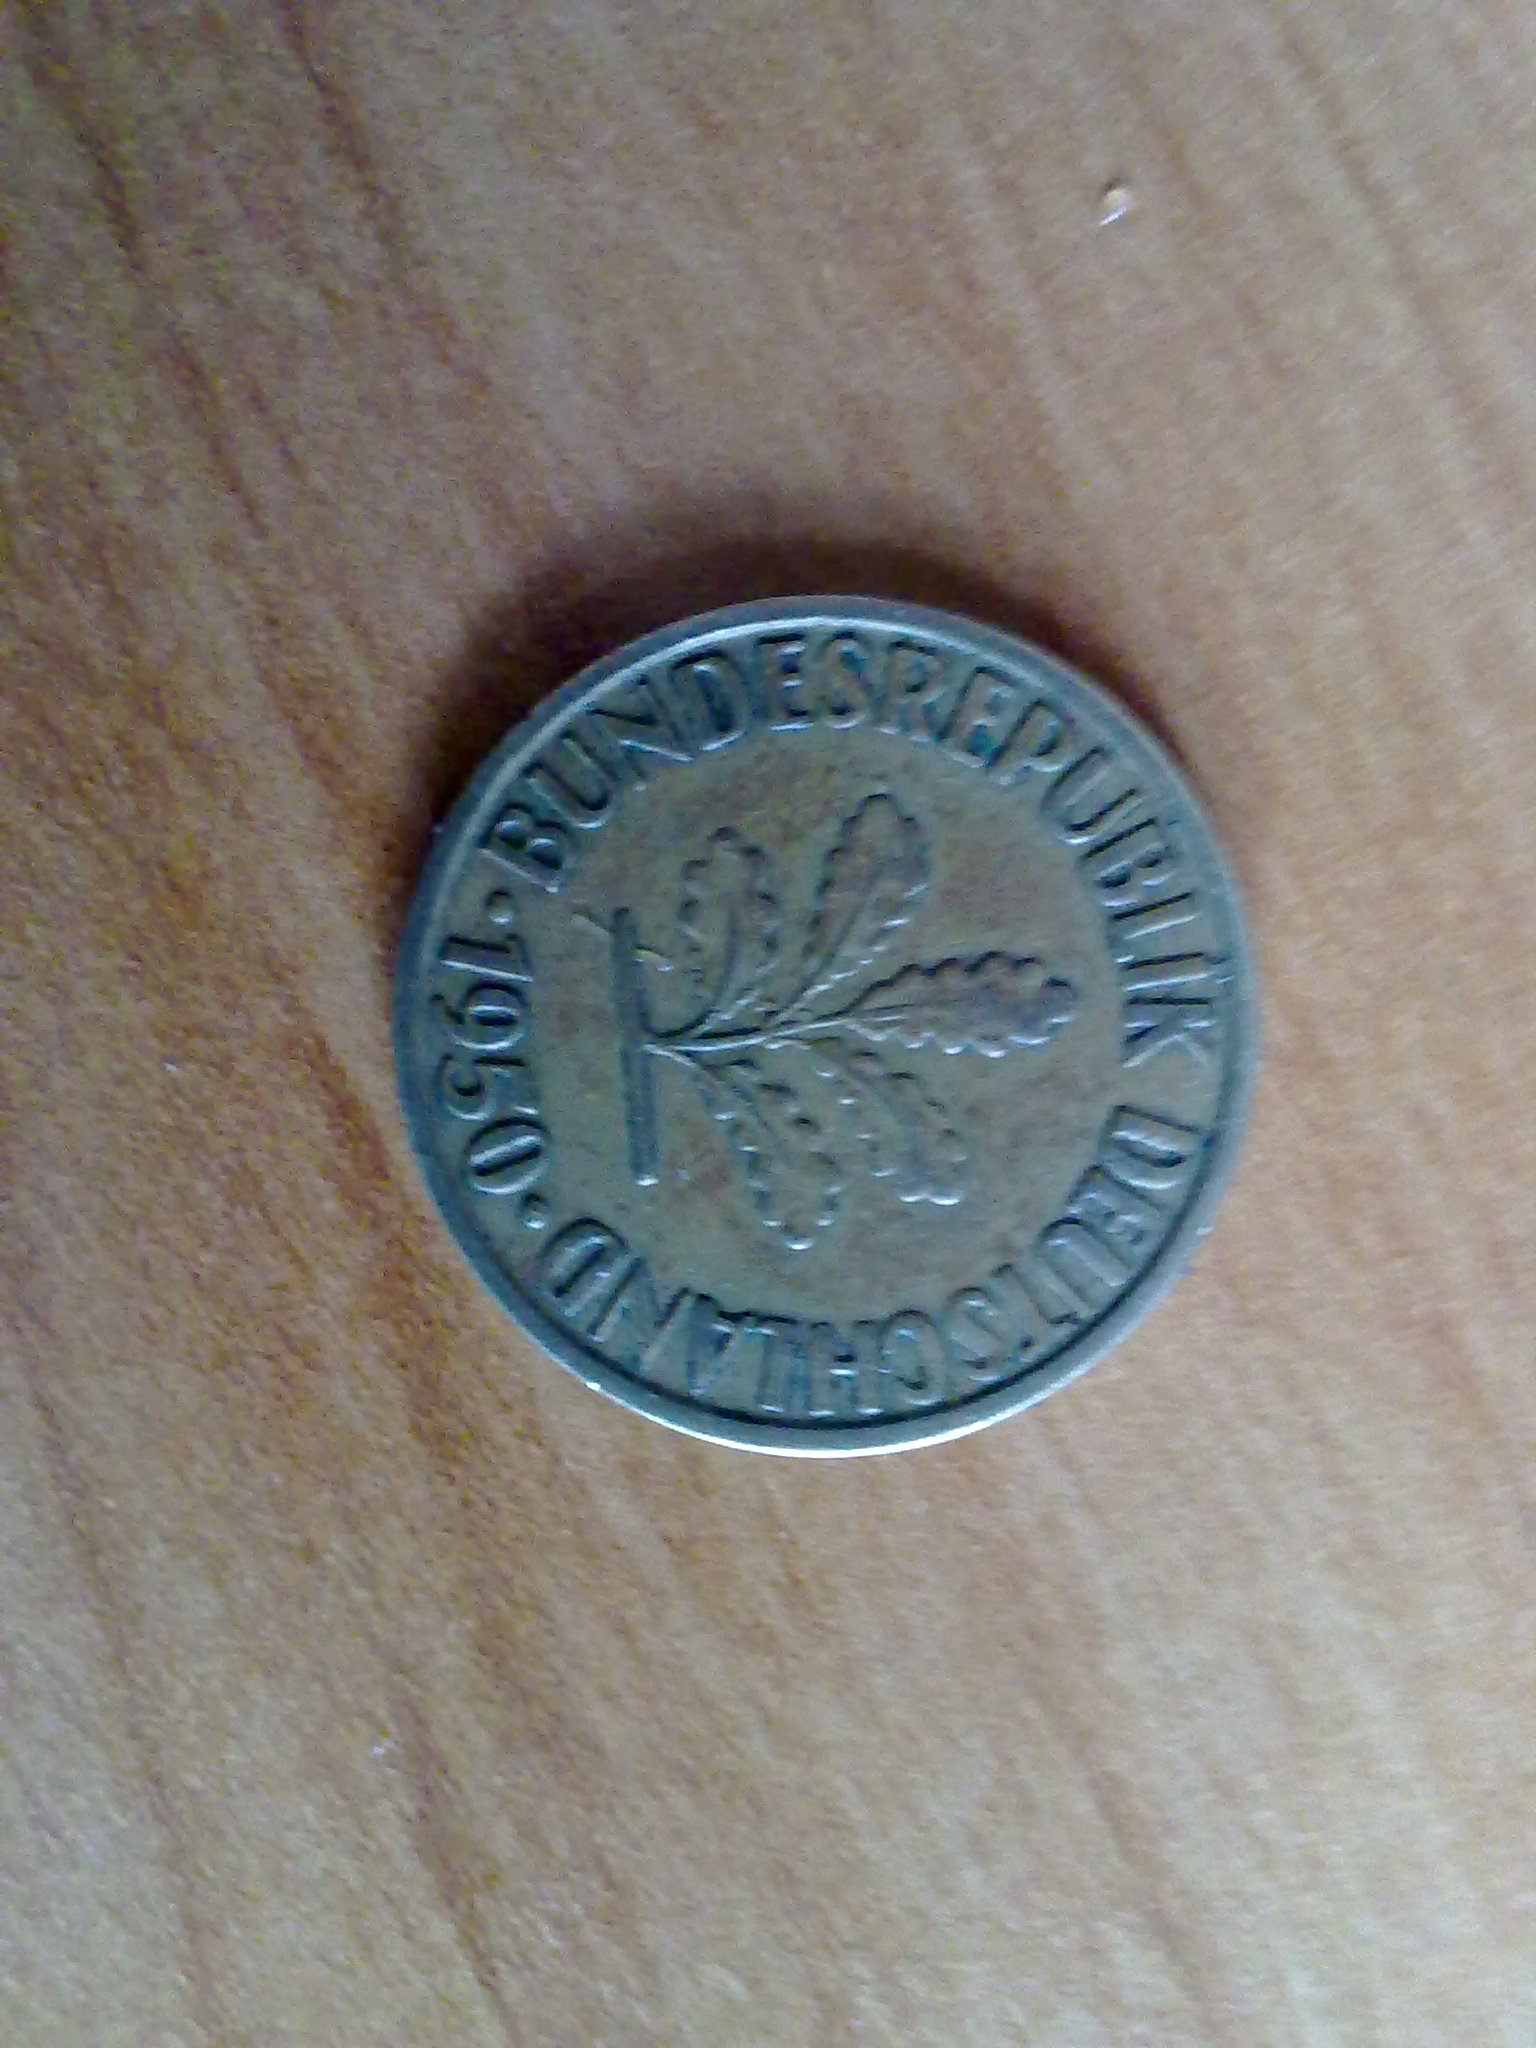 BUNDESREPUBLIK DEUTSCHLAND
• 1950 •